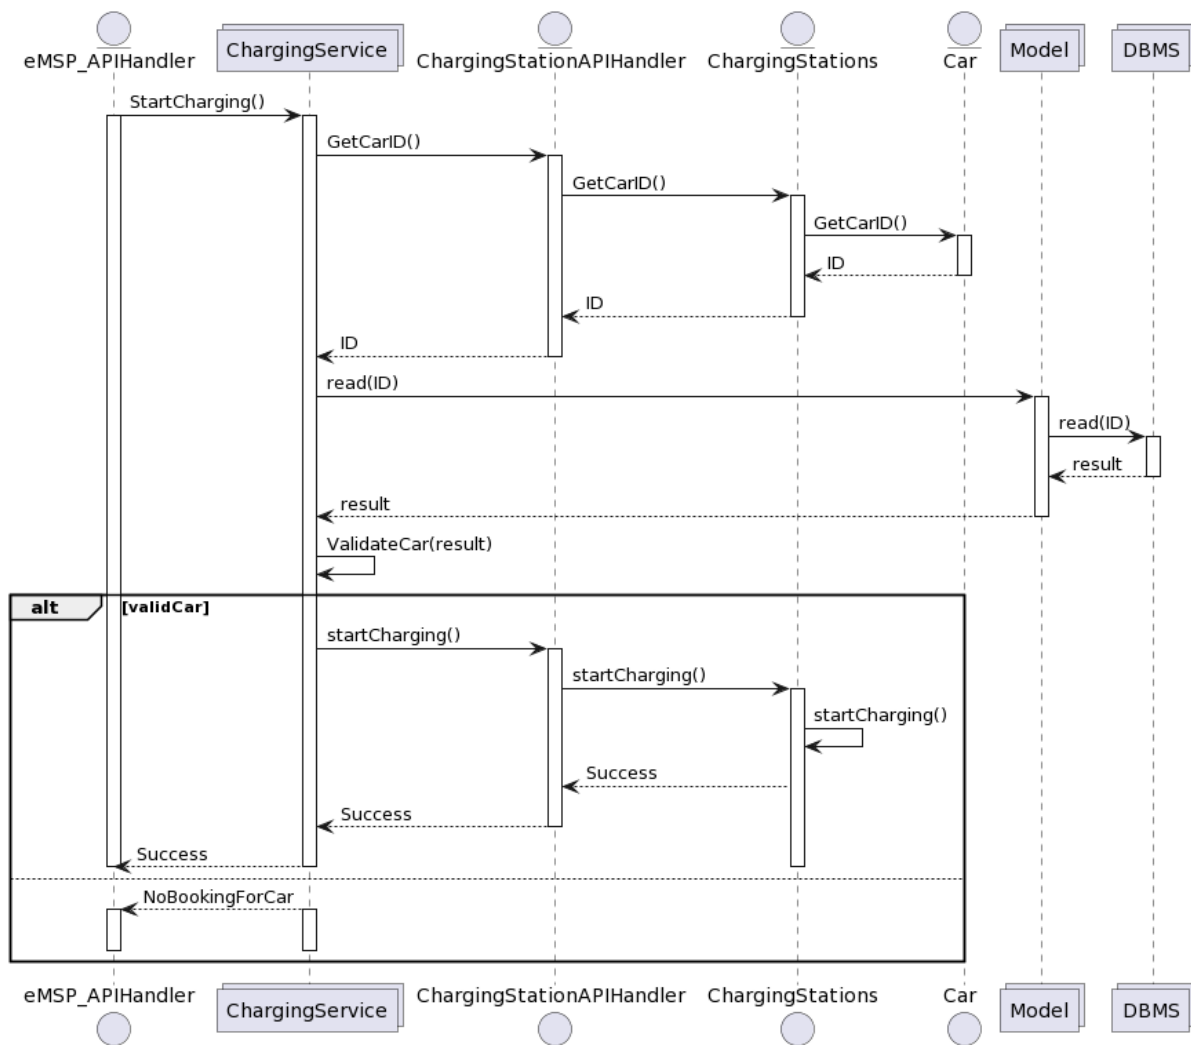 eMSP_APIHandler
ChargingService
ChargingStationAPIHandler
ChargingStations
Car
Model
DBMS
StartCharging()
GetCarID()
GetCarID()
GetCarID()
ID
ID
ID
read(ID)
read(ID)
result
result
ValidateCar(result)
alt
[validCar]
startCharging()
startCharging()
startCharging()
Success
Success
Success
NoBookingForCar
eMSP_APIHandler
ChargingService
ChargingStationAPIHandler
ChargingStations
Car
Model
DBMS